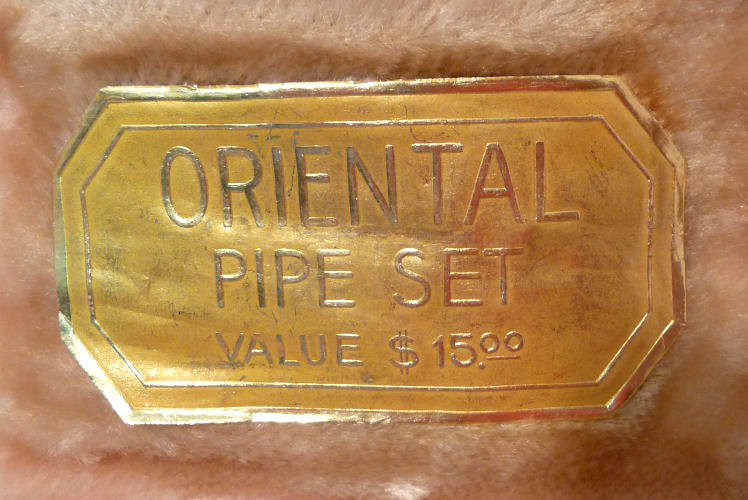 ORIENTAL
PIPE SET
VALUE $15.00